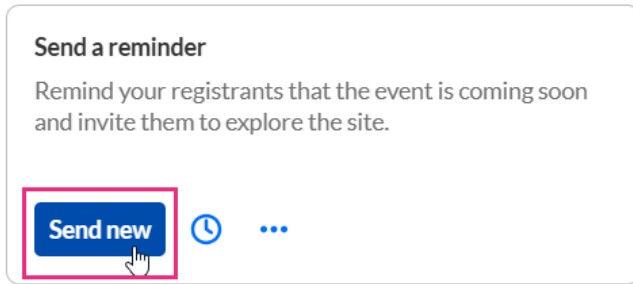 Send a reminder
Remind your registrants that the event is coming soon
and invite them to explore the site.
Send new